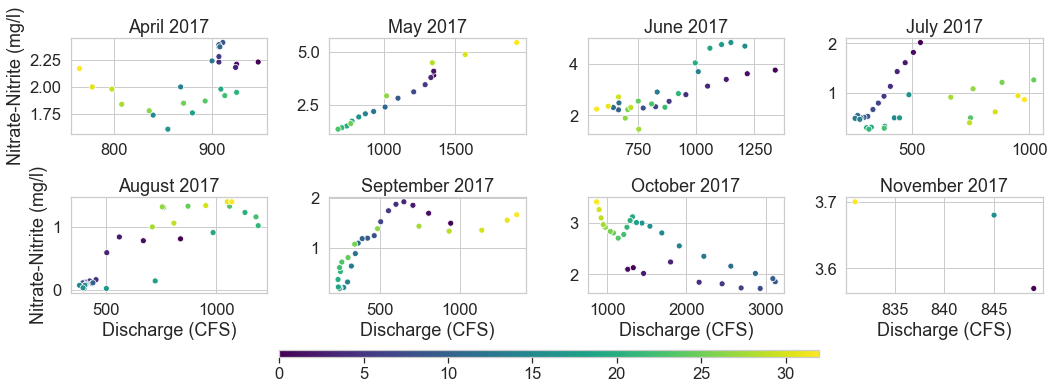 April 2017 May 2017 June 2017 July 2017
Nitrate-Nitrite (mg/l)
2.25
2.00
1.75
800 900
5.0
2.5
1000 1500
4
2
750 1000 1250
2
1
500 1000
August 2017 September 2017 October 2017 November 2017
Nitrate-Nitrite (mg/l)
1
0
500 1000
2
1
500 1000
3
2
1000 2000 3000
3.7
3.6
835 840 845
Discharge (CFS) Discharge (CFS) Discharge (CFS) Discharge (CFS)
0 5 10 15 20 25 30